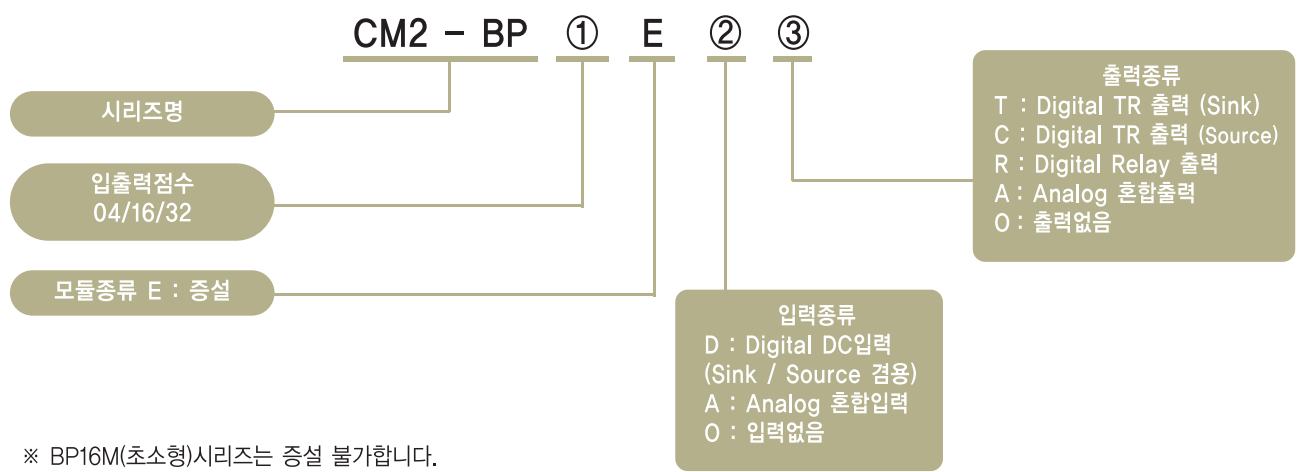 CM2 - BP ① E ② ③
시리즈명
입출력점수
04/16/32
모듈종류 E : 증설
입력종류
D : Digital DC입력
(Sink / Source 겸용)
A : Analog 혼합입력
O : 입력없음
출력종류
T : Digital TR 출력 (Sink)
C : Digital TR 출력 (Source)
R : Digital Relay 출력
A : Analog 혼합출력
O : 출력없음
※ BP16M(초소형)시리즈는 증설 불가합니다.